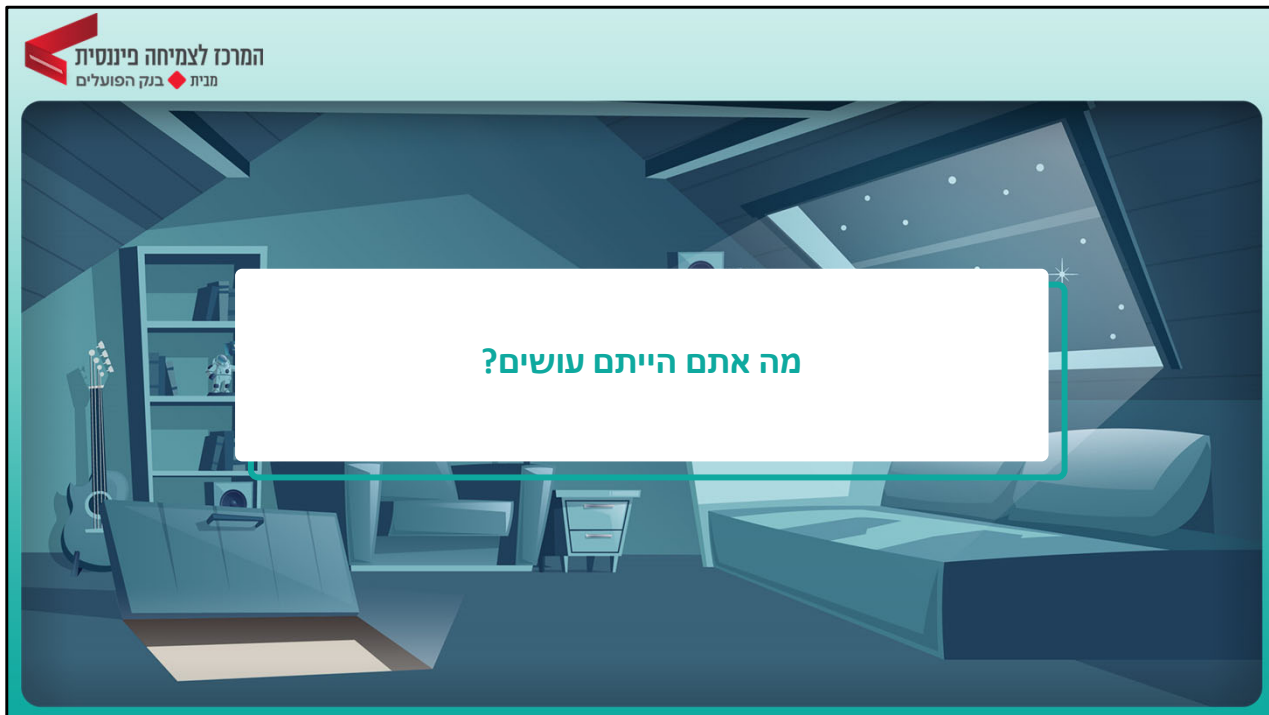 המרכז לצמיחה פיננסית
מבית בנק הפועלים
מה אתם הייתם עושים?